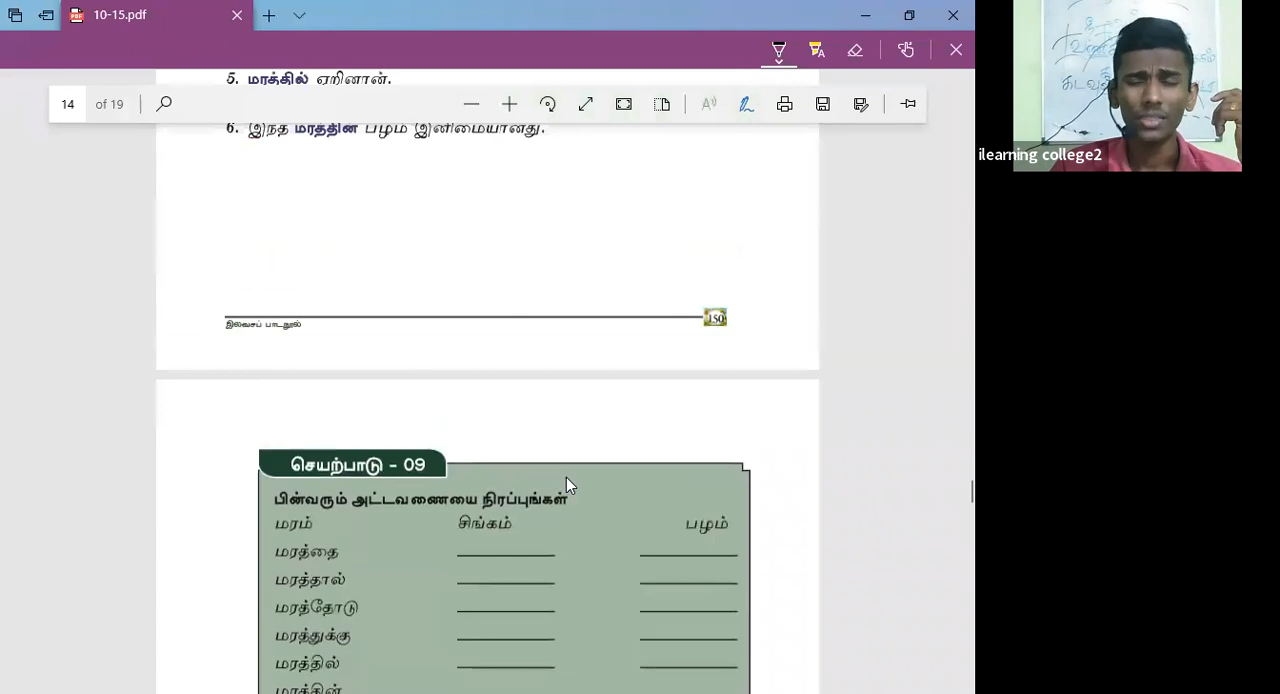 10-15.pdf
5. மரத்தில் ஏறினான்.
14 of 19
6. இந்த மரத்தின் பழம் இனிமையானது.
இலவசப் பாடநூல்
150
செயற்பாடு - 09
பின்வரும் அட்டவணையை நிரப்புங்கள்
மரம் சிங்கம் பழம்
மரத்தை
மரத்தால்
மரத்தோடு
மரத்துக்கு
மரத்தில்
மரத்தின்
ilearning college2